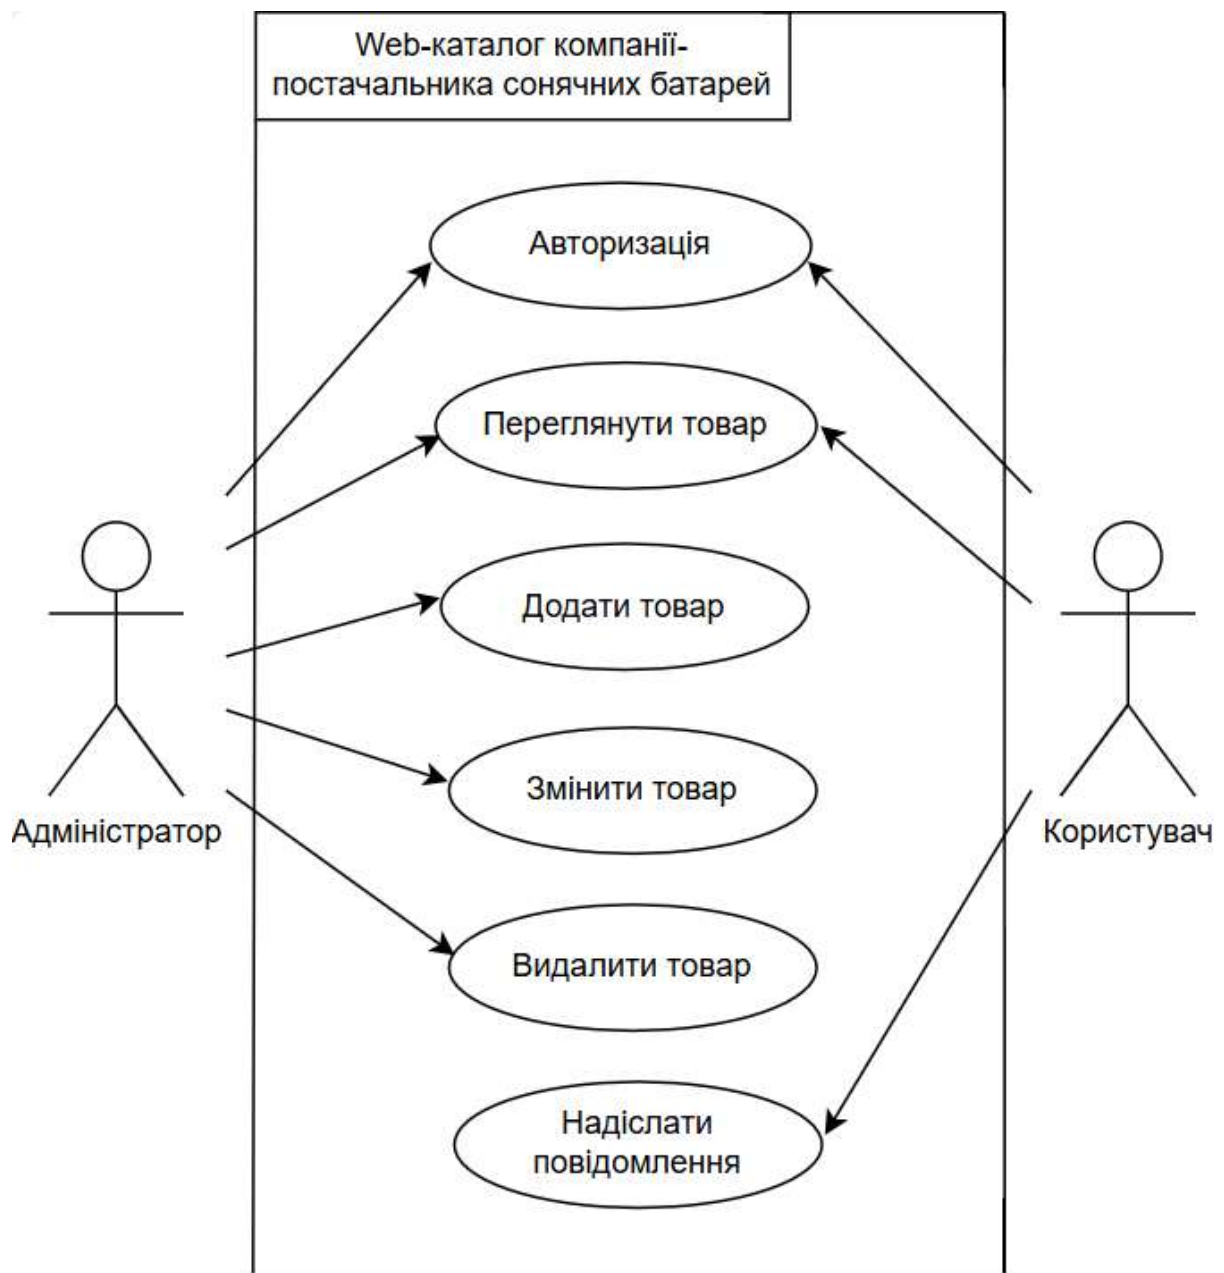 Web-каталог компанії-
постачальника сонячних батарей
Авторизація
Переглянути товар
Додати товар
Змінити товар
Адміністратор
Користувач
Видалити товар
Надіслати
повідомлення